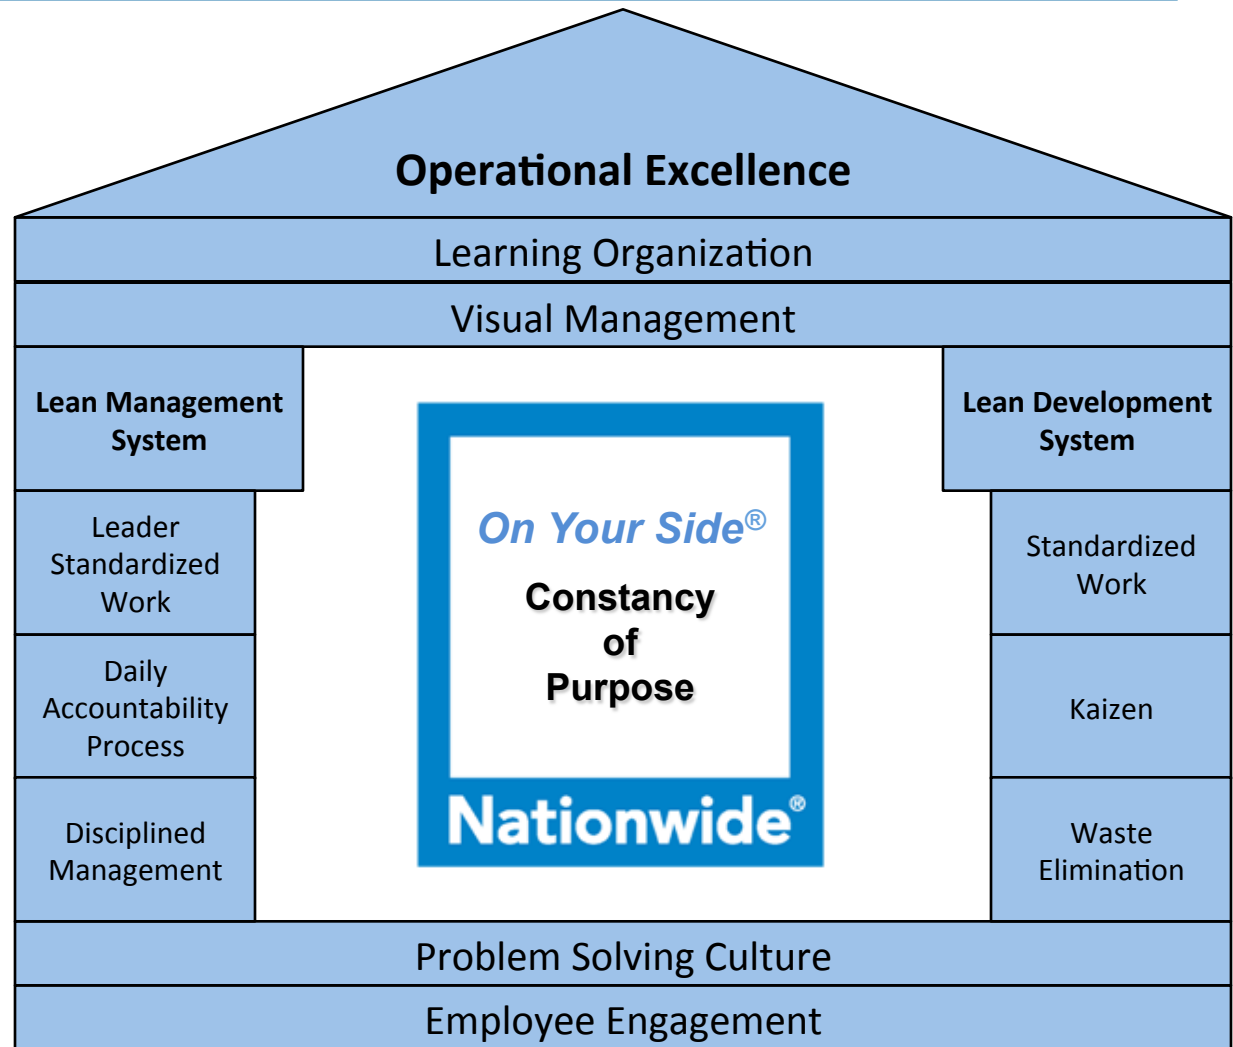 Operational Excellence
Learning Organization
Visual Management
Lean Management
System
Leader
Standardized
Work
Daily
Accountability
Process
Disciplined
Management
On Your Side®
Constancy
of
Purpose
Nationwide®
Lean Development
System
Standardized
Work
Kaizen
Waste
Elimination
Problem Solving Culture
Employee Engagement